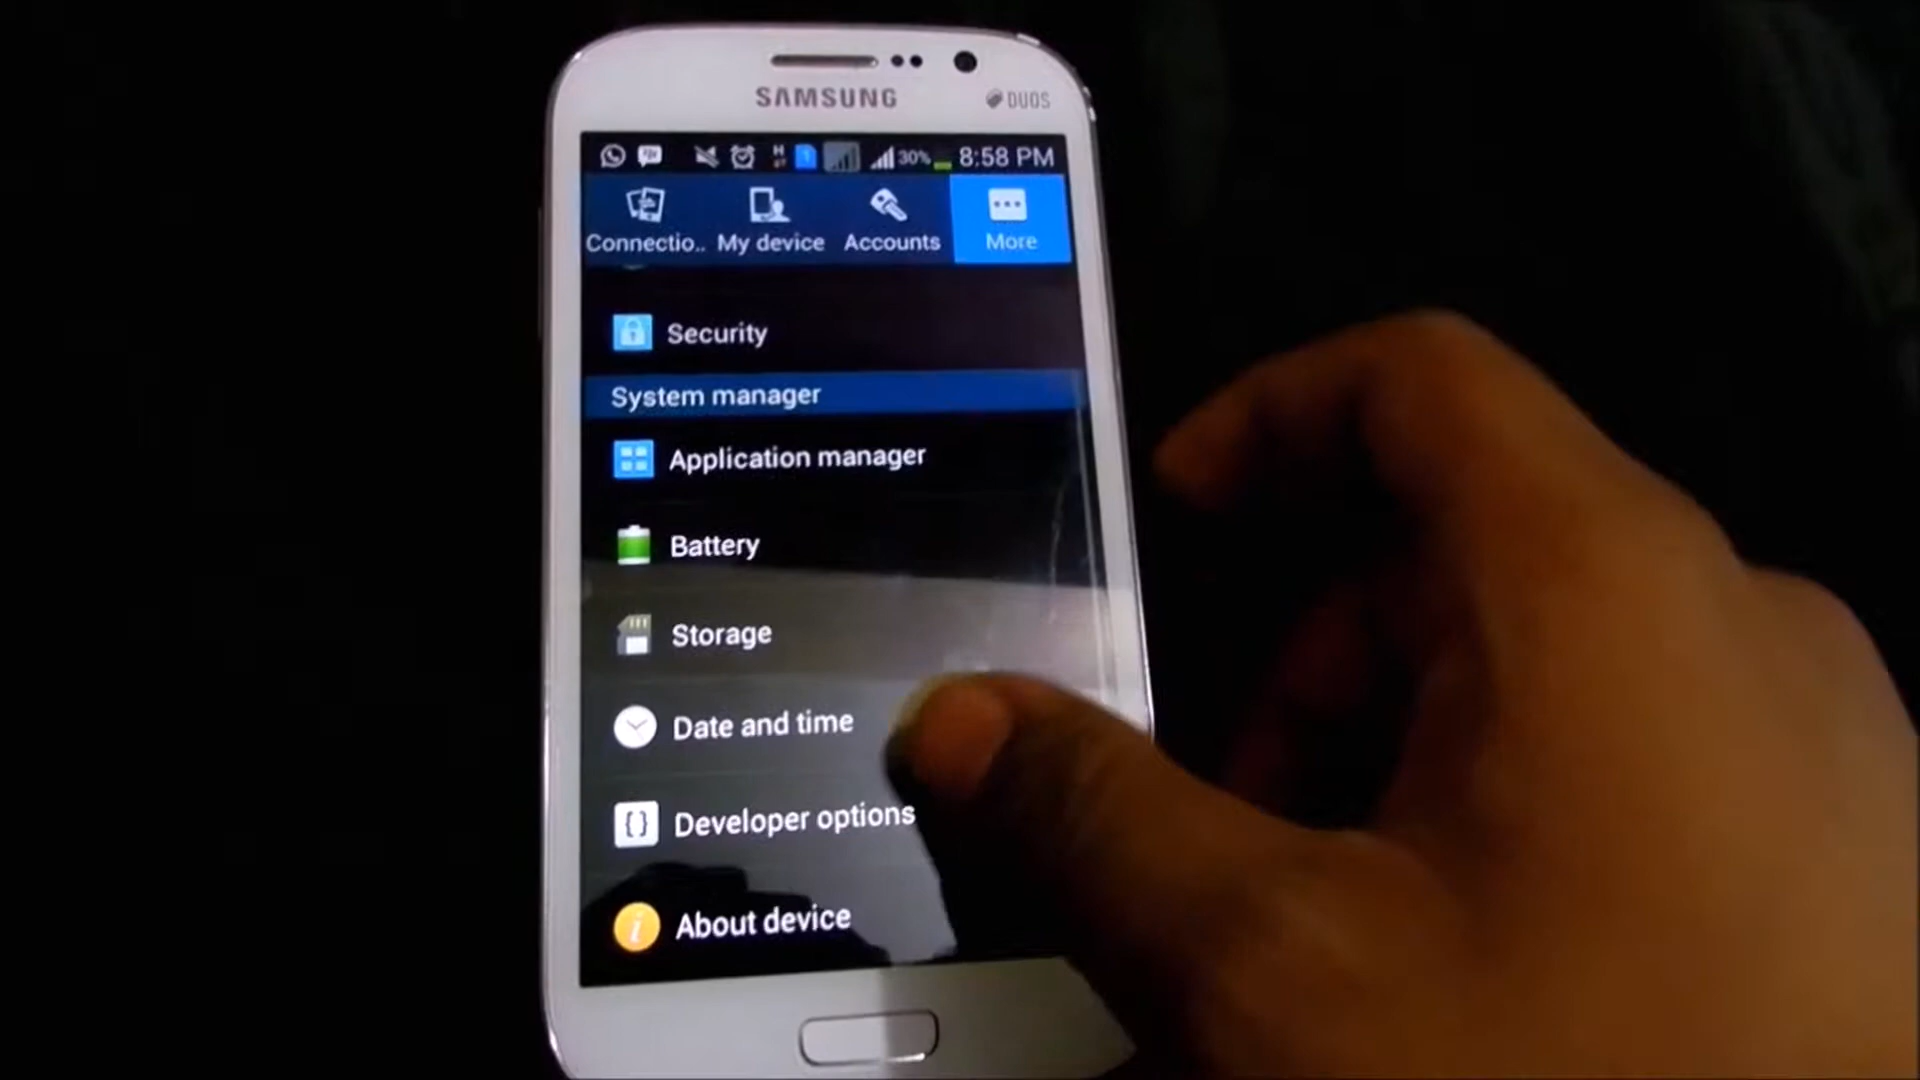 SAMSUNG
DUOS
30% 8:58 PM
Connectio.. My device Accounts More
Security
System manager
Application manager
Battery
Storage
Date and time
Developer options
About device